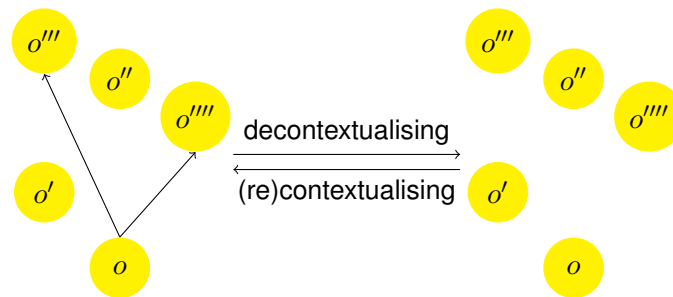 o′′′
o′′
o′′′′
decontextualising
(re)contextualising
o′
o
o′′′
o′′
o′′′′
o′
o